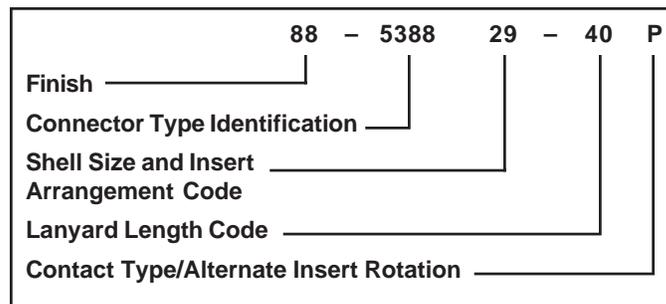 88 – 5388 29 – 40 P
Finish
Connector Type Identification
Shell Size and Insert
Arrangement Code
Lanyard Length Code
Contact Type/Alternate Insert Rotation